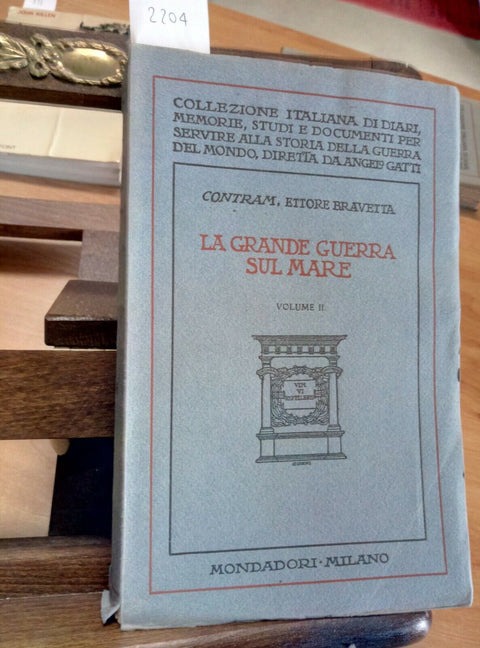 2204
COLLEZIONE ITALIANA DI DIARI,
MEMORIE, STUDI E DOCUMENTI PER
SERVIRE ALLA STORIA DELLA GUERRA
DEL MONDO, DIRETTA DA ANGELO GATTI
CONTRAM. ETTORE BRAVETTA
LA GRANDE GUERRA
SUL MARE
VOLUME II
MONDADORI · MILANO